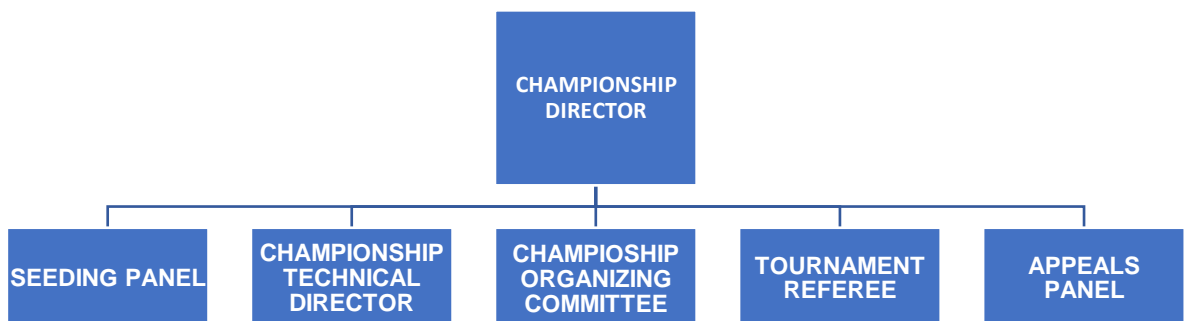 CHAMPIONSHIP
DIRECTOR
SEEDING PANEL
CHAMPIONSHIP
TECHNICAL
DIRECTOR
CHAMPIOSHIP
ORGANIZING
COMMITTEE
TOURNAMENT
REFEREE
APPEALS
PANEL